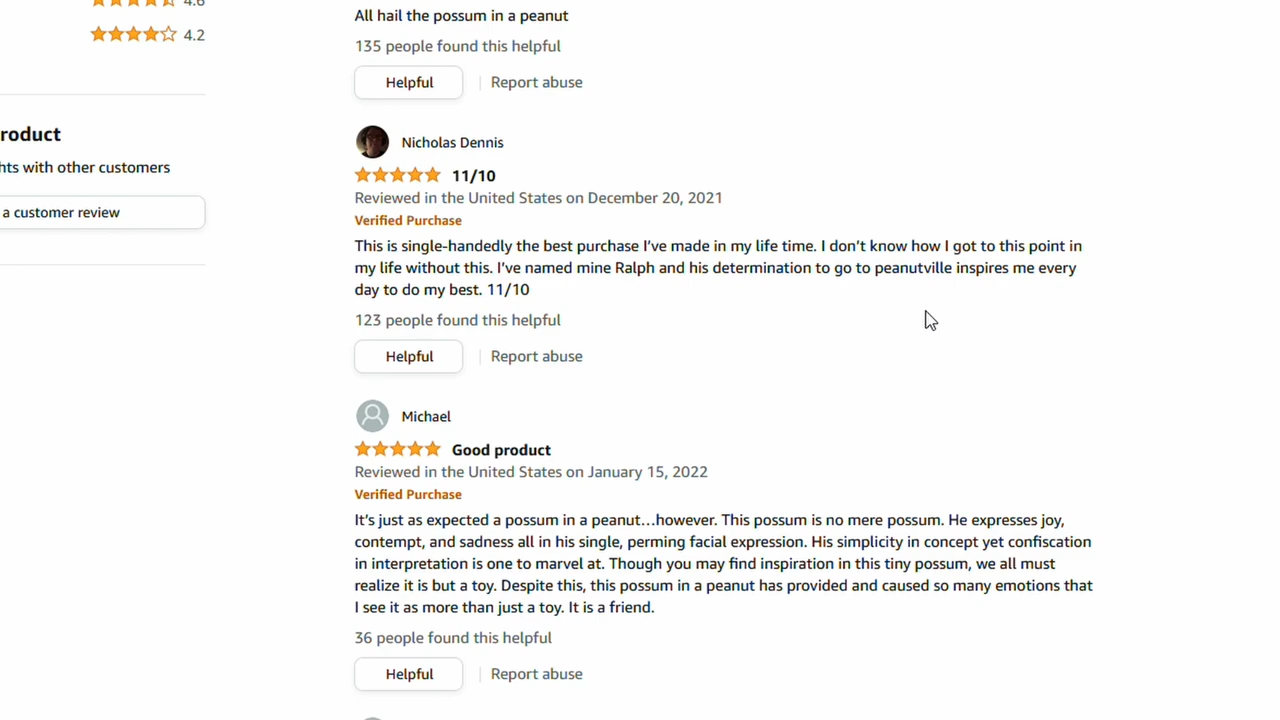 4.6
4.2
roduct
hts with other customers
a customer review
All hail the possum in a peanut
135 people found this helpful
Helpful
Report abuse
Nicholas Dennis
11/10
Reviewed in the United States on December 20, 2021
Verified Purchase
This is single-handedly the best purchase I've made in my life time. I don't know how I got to this point in
my life without this. I've named mine Ralph and his determination to go to peanutville inspires me every
day to do my best. 11/10
123 people found this helpful
Helpful
Report abuse
Michael
Good product
Reviewed in the United States on January 15, 2022
Verified Purchase
It's just as expected a possum in a peanut…however. This possum is no mere possum. He expresses joy,
contempt, and sadness all in his single, perming facial expression. His simplicity in concept yet confiscation
in interpretation is one to marvel at. Though you may find inspiration in this tiny possum, we all must
realize it is but a toy. Despite this, this possum in a peanut has provided and caused so many emotions that
I see it as more than just a toy. It is a friend.
36 people found this helpful
Helpful
Report abuse